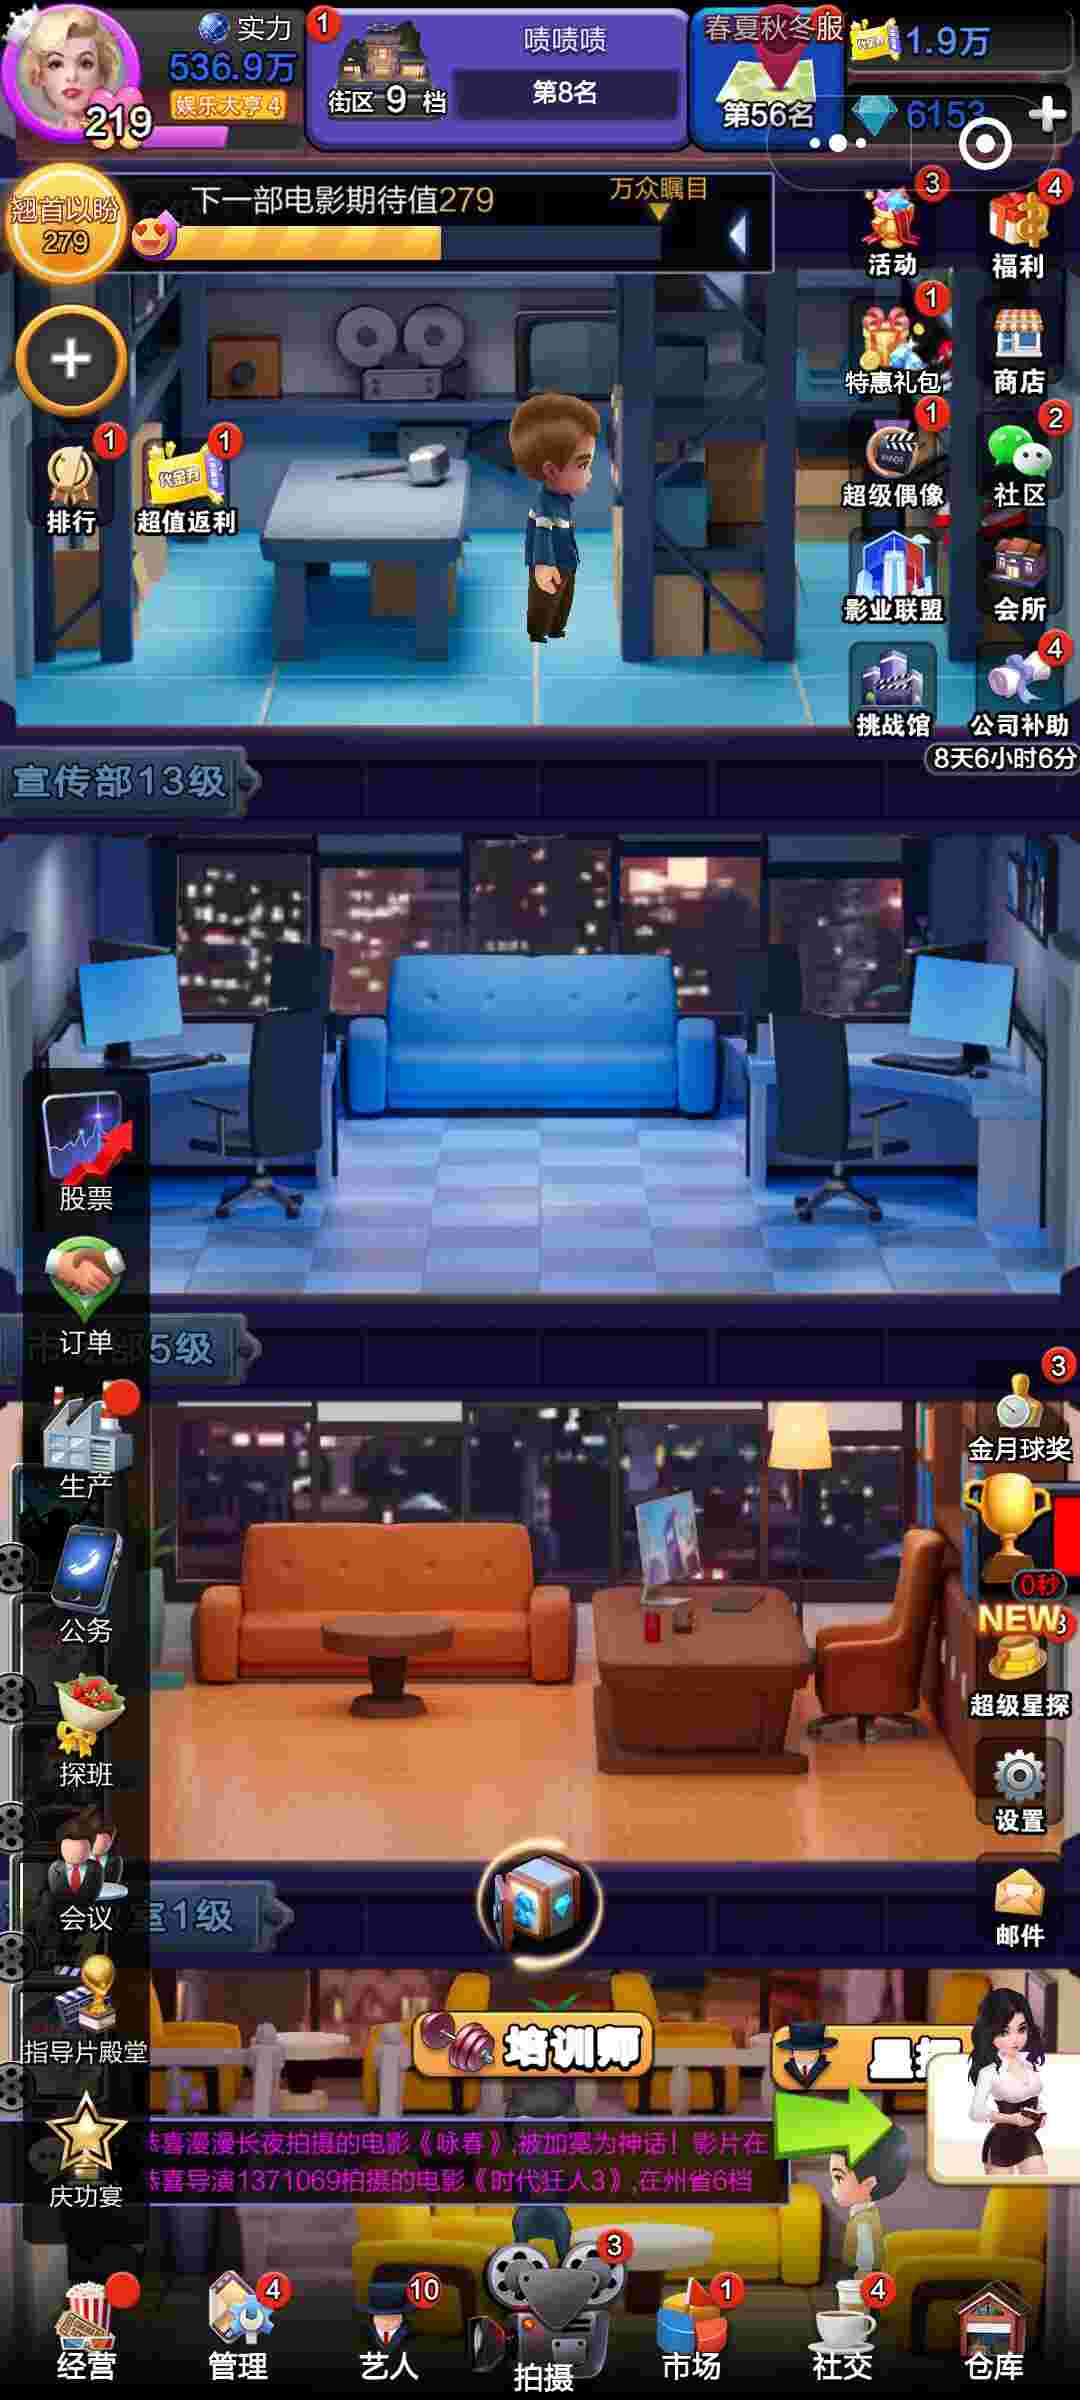 实力
536.9万
娱乐大亨4
219
1
街区 9 档
啧啧啧
第8名
春夏秋冬服
第56名
1.9万
6153
翘首以盼
279
下一部电影期待值279
万众瞩目
3
活动
4
福利
1
特惠礼包
商店
1
排行
1
超值返利
1
超级偶像
2
社区
影业联盟
会所
挑战馆
4
公司补助
8天6小时6分
宣传部13级
股票
订单
部5级
生产
公务
探班
会议
室1级
指导片殿堂
庆功宴
3
金月球奖
0秒
NEW
超级星探
设置
邮件
培训师
星探
恭喜漫漫长夜拍摄的电影《咏春》,被加冕为神话！影片在
恭喜导演1371069拍摄的电影《时代狂人3》,在州省6档
经营
4
管理
10
艺人
3
拍摄
1
市场
4
社交
仓库